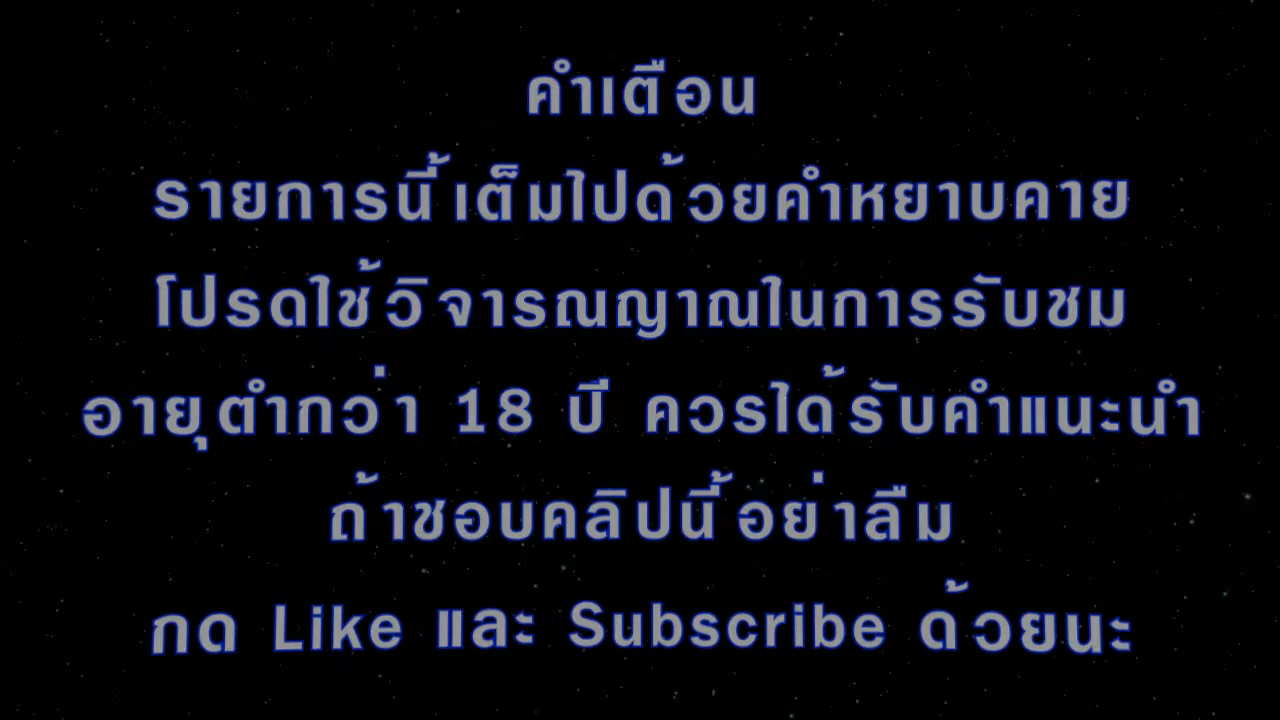 คำเตือน
รายการนี้เต็มไปด้วยคำหยาบคาย
โปรดใช้วิจารณญาณในการรับชม
อายุตำกว่า 18 ปี ควรได้รับคำแนะนำ
ถ้าชอบคลิปนี้อย่าลืม
กด Like และ Subscribe ด้วยนะ